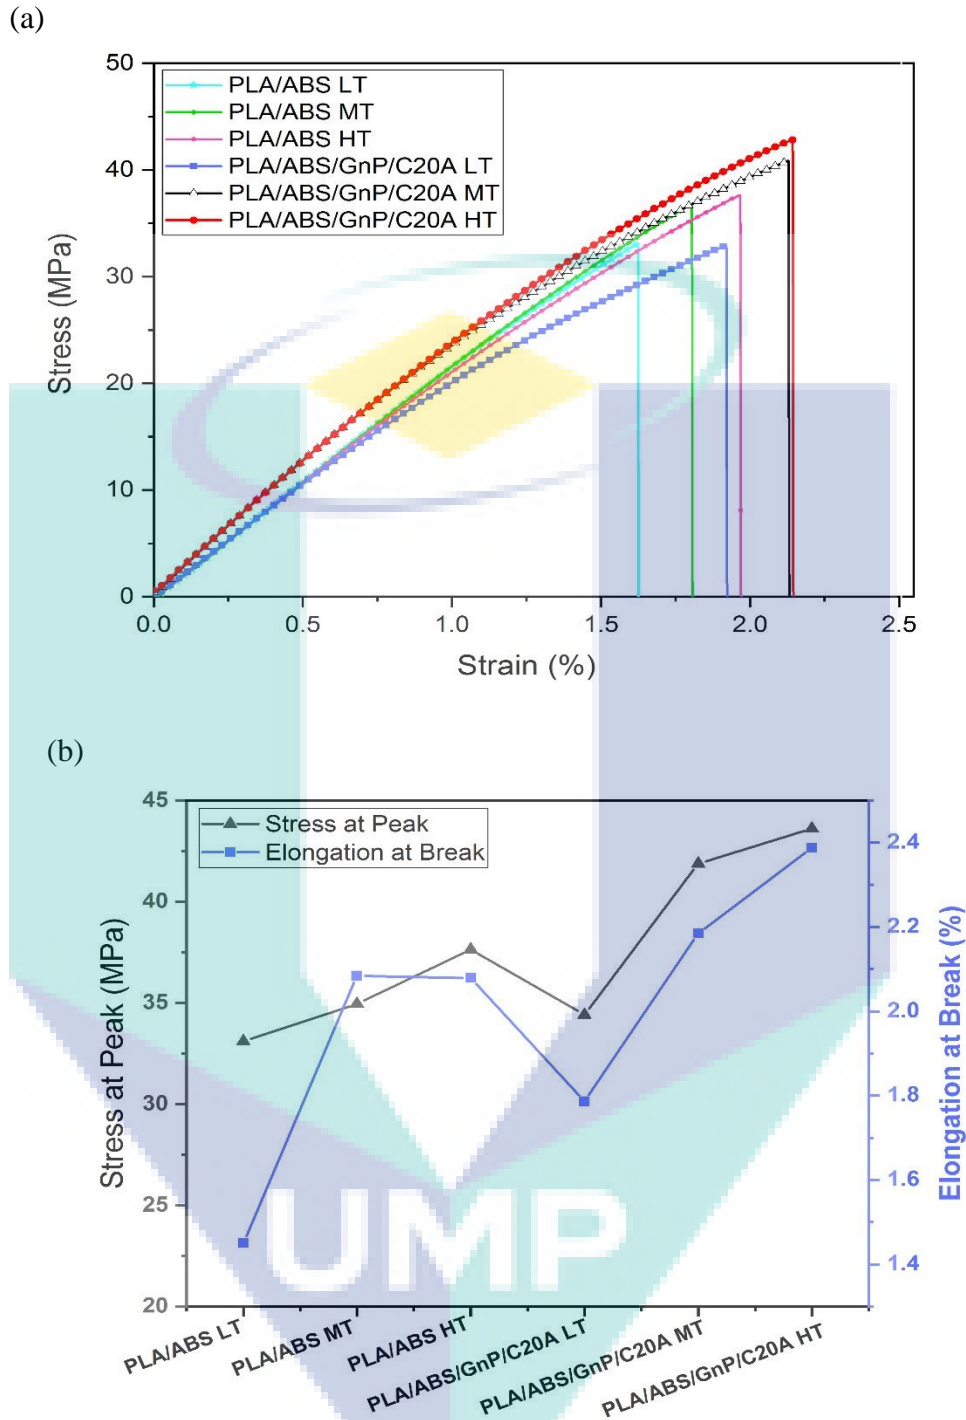 (a)
50
40
30
20
10
0
Stress (MPa)
PLA/ABS LT
PLA/ABS MT
PLA/ABS HT
PLA/ABS/GnP/C20A LT
PLA/ABS/GnP/C20A MT
PLA/ABS/GnP/C20A HT
0.0 0.5 1.0 1.5 2.0 2.5
Strain (%)
(b)
45
40
35
30
25
20
Stress at Peak (MPa)
Stress at Peak
Elongation at Break
2.4
2.2
2.0
1.8
1.6
1.4
Elongation at Break (%)
UMP
PLA/ABS LT
PLA/ABS MT
PLA/ABS HT
PLA/ABS/GnP/C20A LT
PLA/ABS/GnP/C20A MT
PLA/ABS/GnP/C20A HT